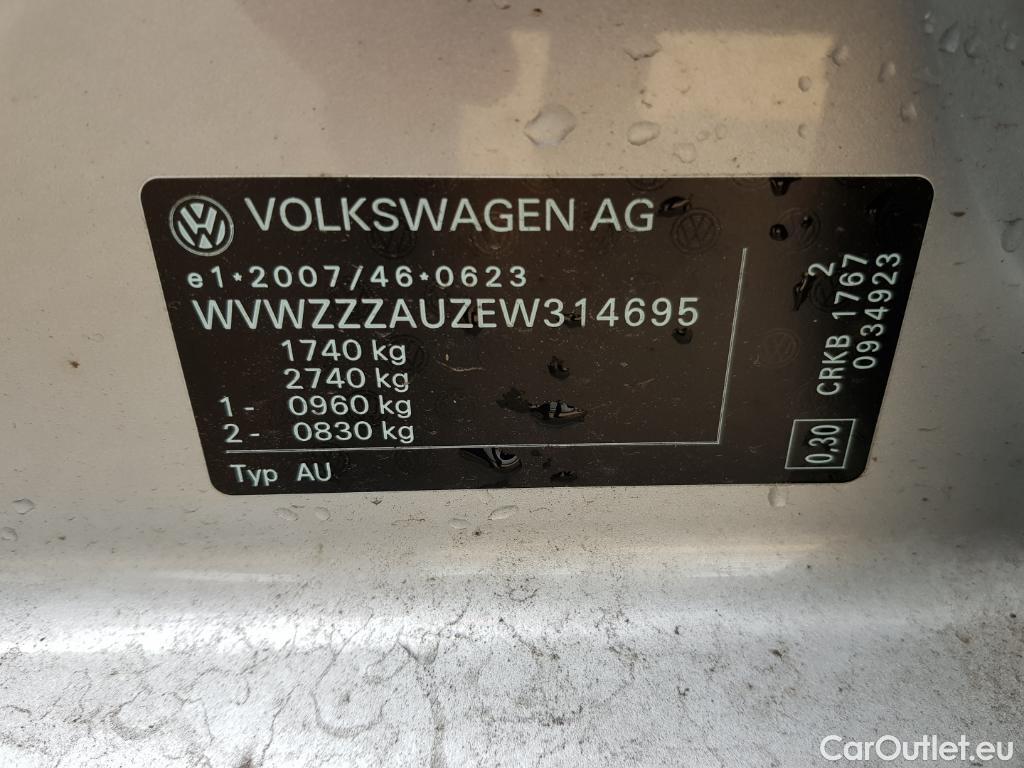 VOLKSWAGEN AG
e1*2007/46*0623
WVWZZZAUZEW314695
1740 kg
2740 kg
1- 0960 kg
2- 0830 kg
Typ AU
2
CRKB 1767
0934923
0,30
CarOutlet.eu